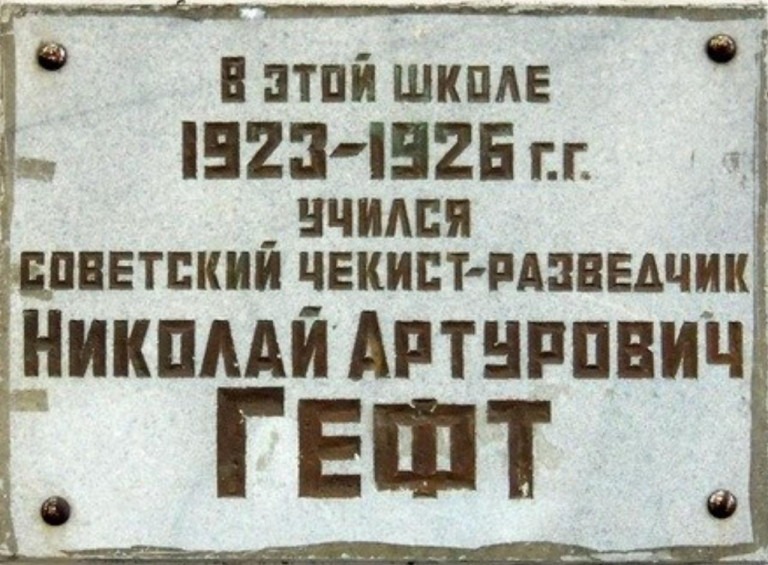 В ЭТОЙ ШКОЛЕ
1923-1926 г.г.
УЧИЛСЯ
СОВЕТСКИЙ ЧЕКИСТ-РАЗВЕДЧИК
НИКОЛАЙ АРТУРОВИЧ
ГЕФТ